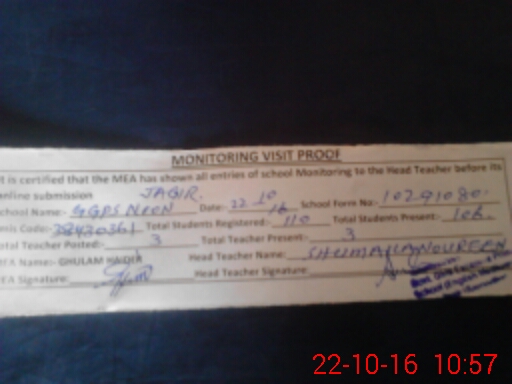 MONITORING VISIT PROOF
It is certified that the MEA has shown all entries of school Monitoring to the Head Teacher before its
online submission JAGIR.
School Name:- GGPS NOON Date:- 22.10 16 School Form No:- 10291080
Emis Code:- 38430361 Total Students Registered:- 110 Total Students Present:- 106
Total Teacher Posted:- 3 Total Teacher Present:- 3
MEA Name:- GHULAM HAIDER Head Teacher Name:- SHUMAILA NOUREEN
MEA Signature: Head Teacher Signature:
22-10-16 10:57